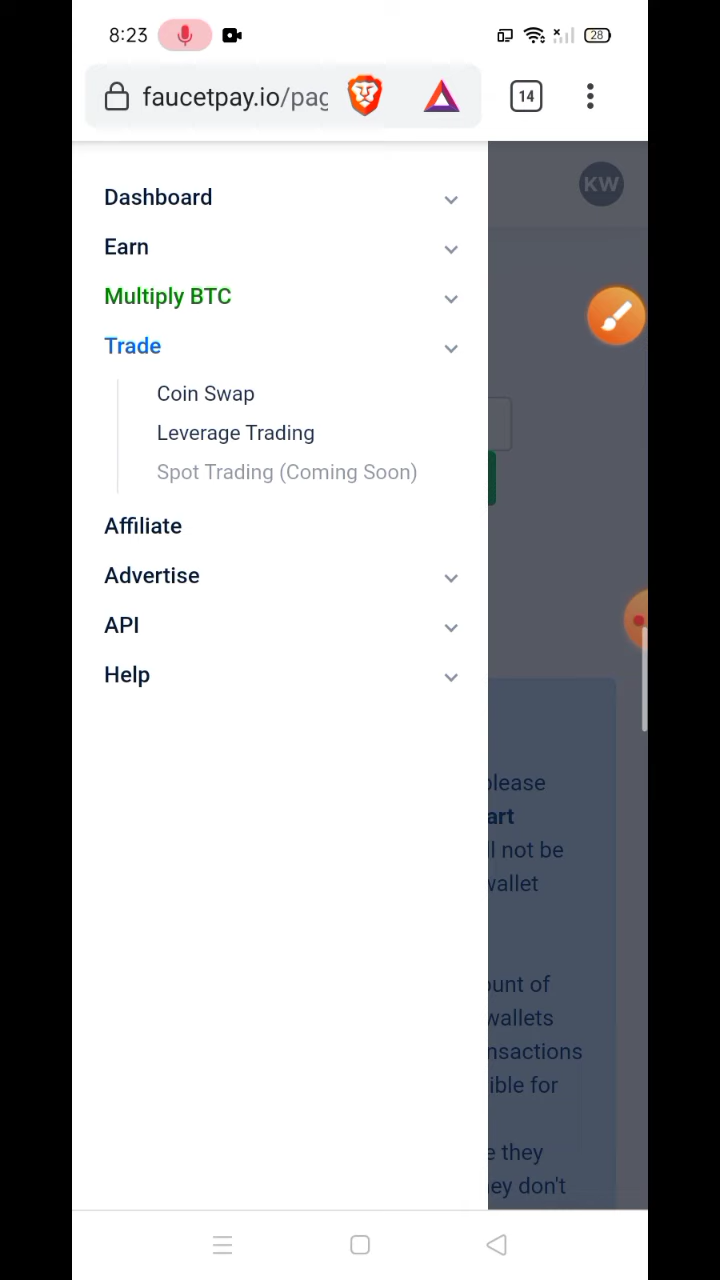 8:23
28
faucetpay.io/pag
14
KW
Dashboard
Earn
Multiply BTC
Trade
Coin Swap
Leverage Trading
Spot Trading (Coming Soon)
Affiliate
Advertise
API
Help
please
art
ll not be
wallet
ount of
wallets
nsactions
ible for
e they
ey don't